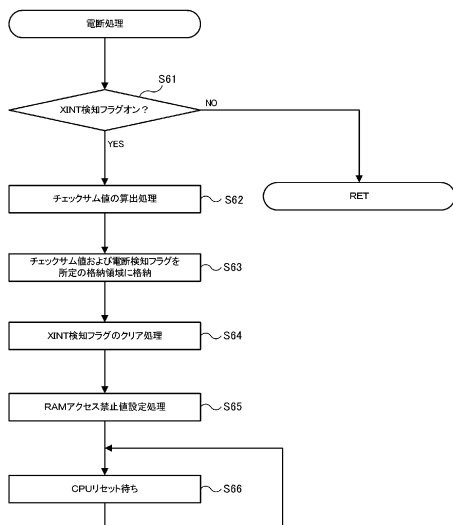 電断処理
S61
XINT検知フラグオン？
NO
YES
チェックサム値の算出処理
S62
RET
チェックサム値および電断検知フラグを
所定の格納領域に格納
S63
XINT検知フラグのクリア処理
S64
RAMアクセス禁止値設定処理
S65
CPUリセット待ち
S66